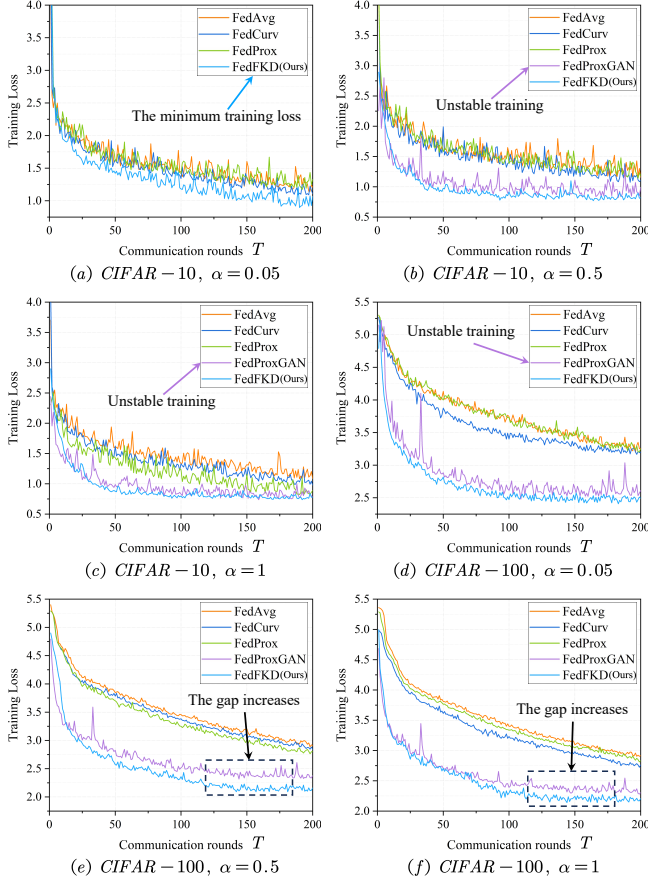 4.0
3.5
3.0
2.5
2.0
1.5
1.0
Training Loss
FedAvg
FedCurv
FedProx
FedFKD(Ours)
The minimum training loss
0 50 100 150 200
Communication rounds T
(a) CIFAR－10, α＝0.05
4.0
3.5
3.0
2.5
2.0
1.5
1.0
0.5
Training Loss
FedAvg
FedCurv
FedProx
FedProxGAN
FedFKD(Ours)
Unstable training
0 50 100 150 200
Communication rounds T
(b) CIFAR－10, α＝0.5
4.0
3.5
3.0
2.5
2.0
1.5
1.0
0.5
Training Loss
FedAvg
FedCurv
FedProx
FedProxGAN
FedFKD(Ours)
Unstable training
0 50 100 150 200
Communication rounds T
(c) CIFAR－10, α＝1
5.5
5.0
4.5
4.0
3.5
3.0
2.5
Training Loss
FedAvg
FedCurv
FedProx
FedProxGAN
FedFKD(Ours)
Unstable training
0 50 100 150 200
Communication rounds T
(d) CIFAR－100, α＝0.05
5.5
5.0
4.5
4.0
3.5
3.0
2.5
2.0
Training Loss
FedAvg
FedCurv
FedProx
FedProxGAN
FedFKD(Ours)
The gap increases
0 50 100 150 200
Communication rounds T
(e) CIFAR－100, α＝0.5
5.5
5.0
4.5
4.0
3.5
3.0
2.5
2.0
Training Loss
FedAvg
FedCurv
FedProx
FedProxGAN
FedFKD(Ours)
The gap increases
0 50 100 150 200
Communication rounds T
(f) CIFAR－100, α＝1